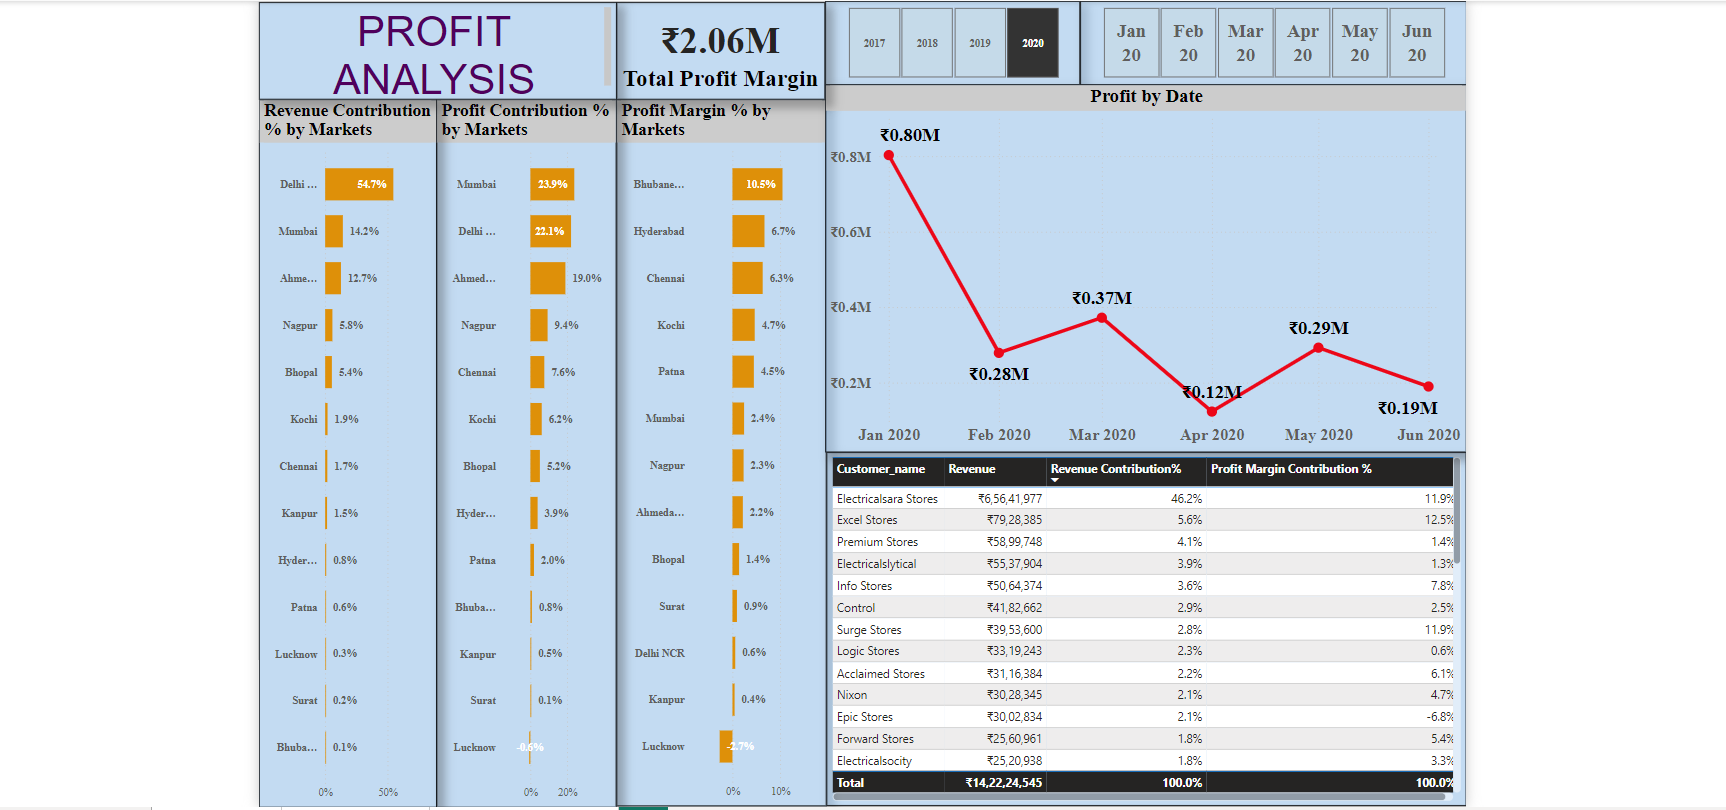 PROFIT
ANALYSIS
₹2.06M
Total Profit Margin
2017 2018 2019 2020
Jan 20 Feb 20 Mar 20 Apr 20 May 20 Jun 20
Revenue Contribution
% by Markets
Delhi ... 54.7%
Mumbai 14.2%
Ahme... 12.7%
Nagpur 5.8%
Bhopal 5.4%
Kochi 1.9%
Chennai 1.7%
Kanpur 1.5%
Hyder... 0.8%
Patna 0.6%
Lucknow 0.3%
Surat 0.2%
Bhuba... 0.1%
0% 50%
Profit Contribution %
by Markets
Mumbai 23.9%
Delhi ... 22.1%
Ahmed... 19.0%
Nagpur 9.4%
Chennai 7.6%
Kochi 6.2%
Bhopal 5.2%
Hyder... 3.9%
Patna 2.0%
Bhuba... 0.8%
Kanpur 0.5%
Surat 0.1%
Lucknow -0.6%
0% 20%
Profit Margin % by
Markets
Bhubane... 10.5%
Hyderabad 6.7%
Chennai 6.3%
Kochi 4.7%
Patna 4.5%
Mumbai 2.4%
Nagpur 2.3%
Ahmeda... 2.2%
Bhopal 1.4%
Surat 0.9%
Delhi NCR 0.6%
Kanpur 0.4%
Lucknow -2.7%
0% 10%
Profit by Date
₹0.80M
₹0.8M
₹0.6M
₹0.37M
₹0.4M
₹0.29M
₹0.28M
₹0.2M
₹0.12M
₹0.19M
Jan 2020 Feb 2020 Mar 2020 Apr 2020 May 2020 Jun 2020
Customer_name Revenue Revenue Contribution% Profit Margin Contribution %
Electricalsara Stores ₹6,56,41,977 46.2% 11.9%
Excel Stores ₹79,28,385 5.6% 12.5%
Premium Stores ₹58,99,748 4.1% 1.4%
Electricalslytical ₹55,37,904 3.9% 1.3%
Info Stores ₹50,64,374 3.6% 7.8%
Control ₹41,82,662 2.9% 2.5%
Surge Stores ₹39,53,600 2.8% 11.9%
Logic Stores ₹33,19,243 2.3% 0.6%
Acclaimed Stores ₹31,16,384 2.2% 6.1%
Nixon ₹30,28,345 2.1% 4.7%
Epic Stores ₹30,02,834 2.1% -6.8%
Forward Stores ₹25,60,961 1.8% 5.4%
Electricalsocity ₹25,20,938 1.8% 3.3%
Total ₹14,22,24,545 100.0% 100.0%